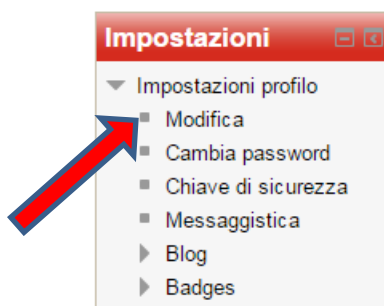 Impostazioni
Impostazioni profilo
Modifica
Cambia password
Chiave di sicurezza
Messaggistica
Blog
Badges